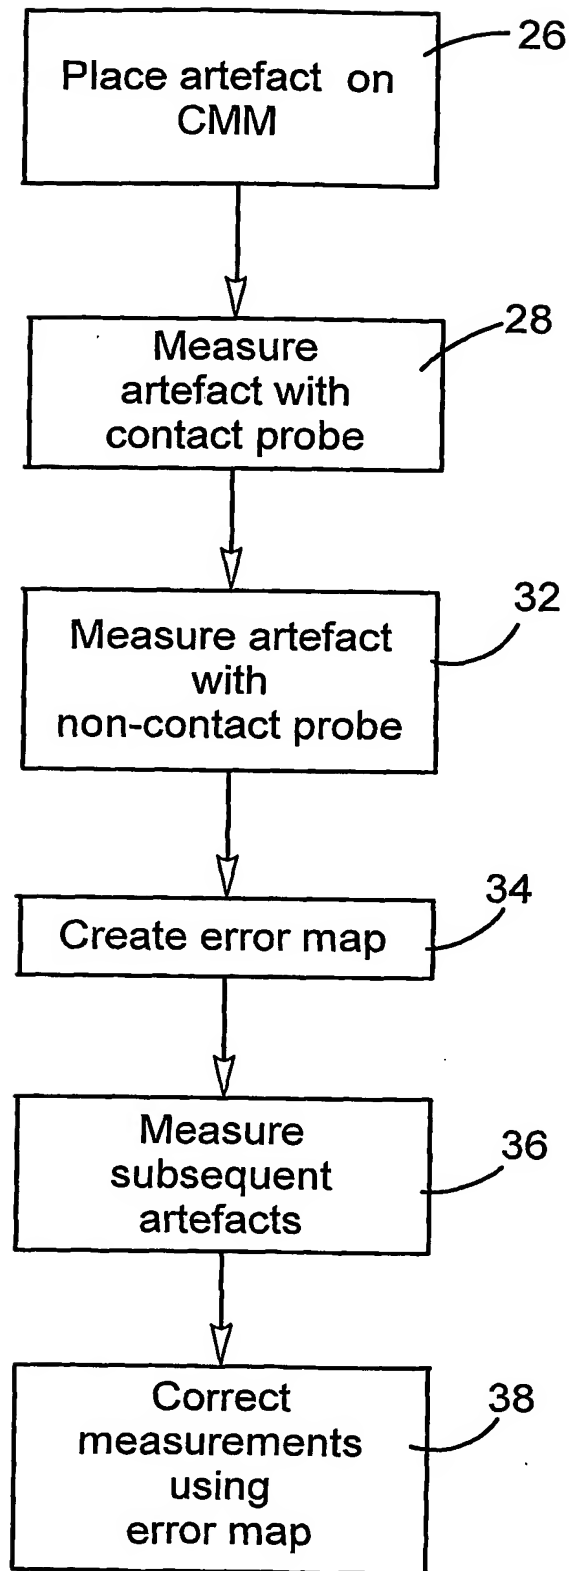 26
Place artefact on
CMM
28
Measure
artefact with
contact probe
32
Measure artefact
with
non-contact probe
34
Create error map
36
Measure
subsequent
artefacts
38
Correct
measurements
using
error map